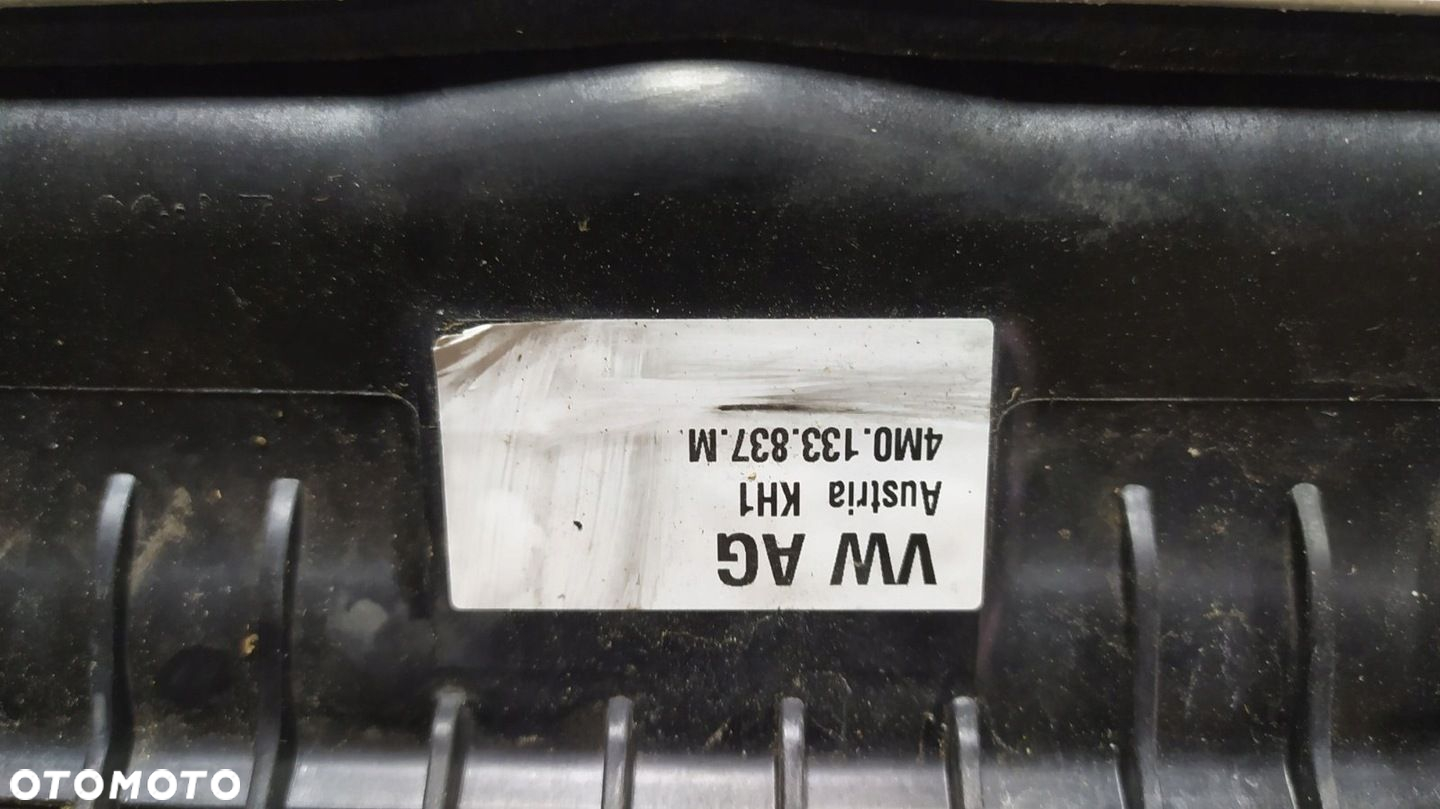 VW AG
Austria KH1
4M0.133.837.M
OTOMOTO